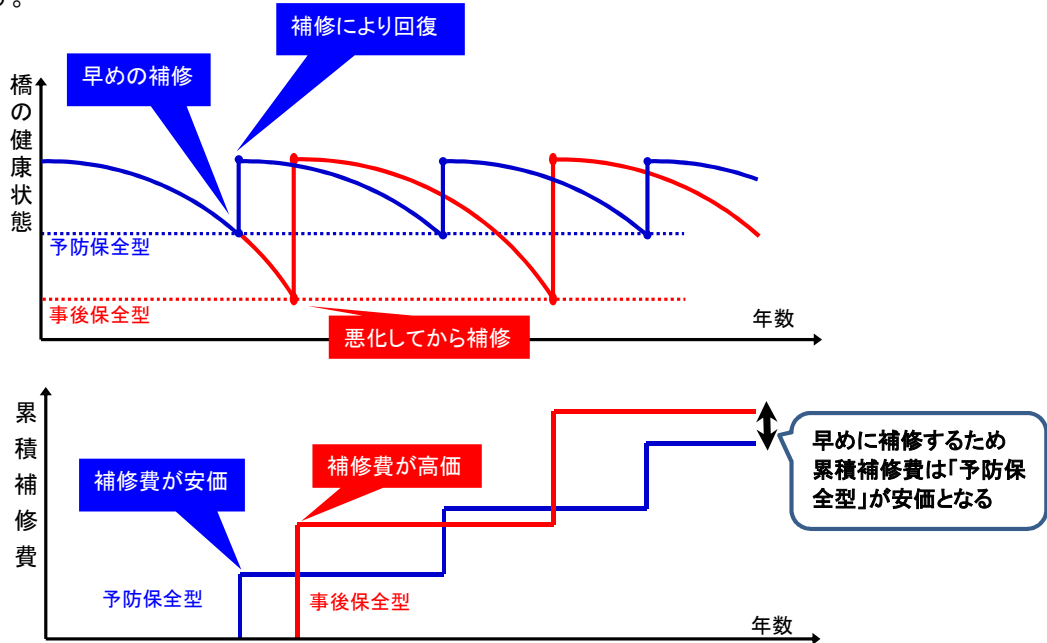 る。
補修により回復
早めの補修
橋の健康状態
予防保全型
事後保全型
年数
悪化してから補修
累積補修費
補修費が安価
補修費が高価
早めに補修するため
累積補修費は「予防保
全型」が安価となる
予防保全型
事後保全型
年数